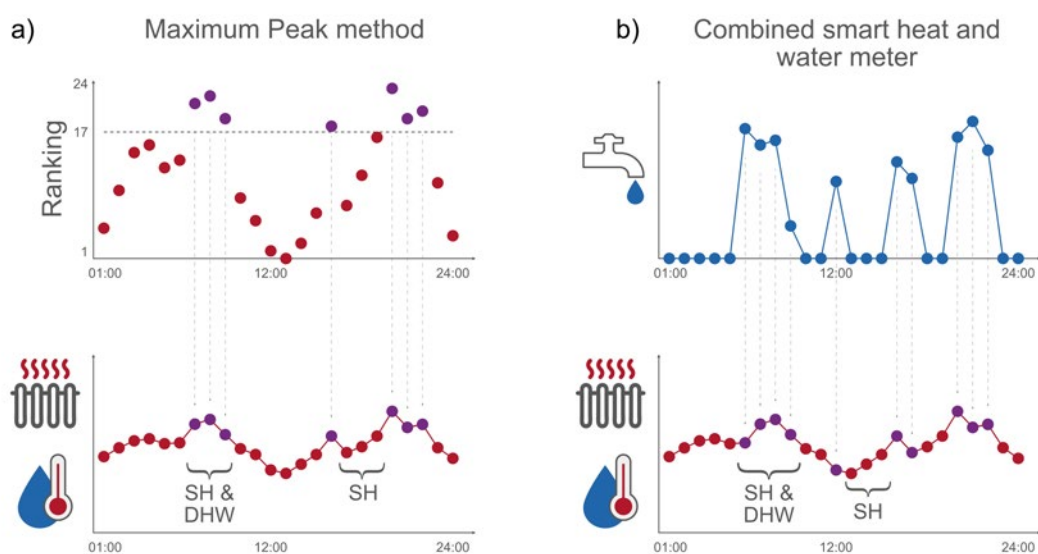 a)
Maximum Peak method
24
17
Ranking
1
01:00
12:00
24:00
SH &
DHW
SH
01:00
12:00
24:00
b)
Combined smart heat and
water meter
01:00
12:00
24:00
SH &
DHW
SH
01:00
12:00
24:00